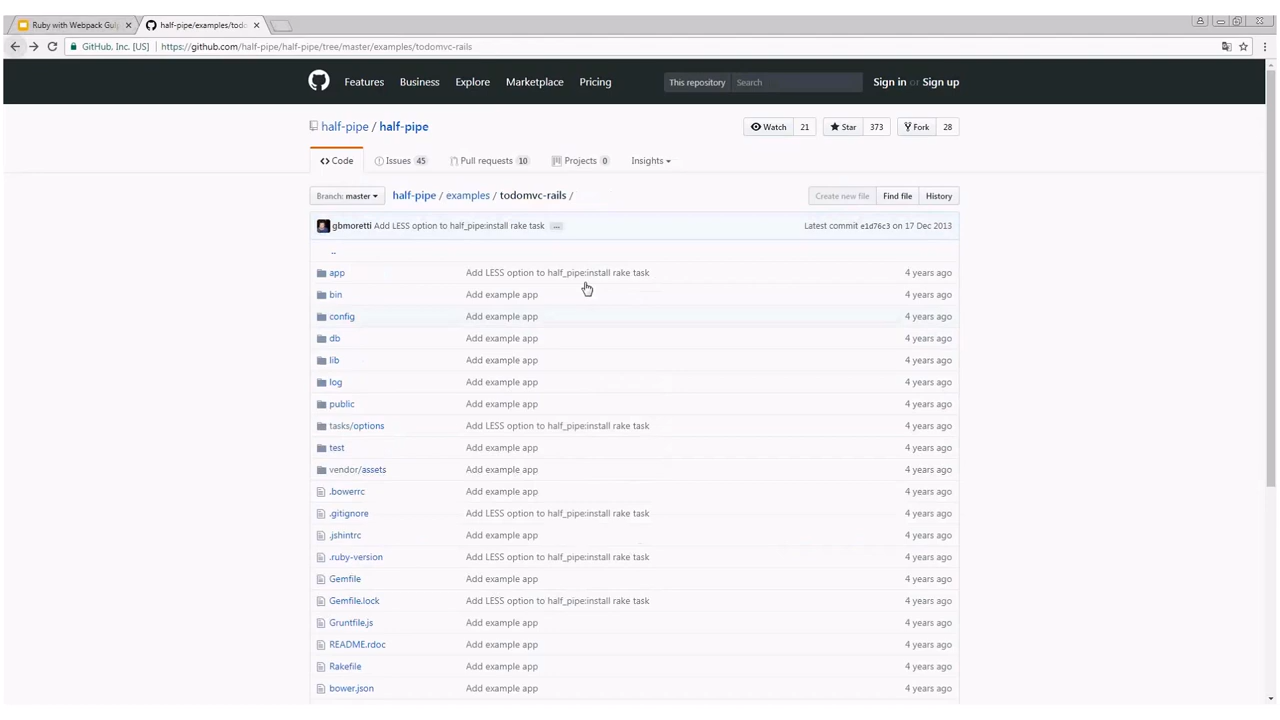 Ruby with Webpack Gul
half-pipe/examples/todo
GitHub, Inc. [US] https://github.com/half-pipe/half-pipe/tree/master/examples/todomvc-rails
Features Business Explore Marketplace Pricing This repository Search Sign in or Sign up
half-pipe / half-pipe Watch 21 Star 373 Fork 28
Code Issues 45 Pull requests 10 Projects 0 Insights
Branch: master half-pipe / examples / todomvc-rails / Create new file Find file History
gbmoretti Add LESS option to half_pipe:install rake task ... Latest commit e1d76c3 on 17 Dec 2013
..
app Add LESS option to half_pipe:install rake task 4 years ago
bin Add example app 4 years ago
config Add example app 4 years ago
db Add example app 4 years ago
lib Add example app 4 years ago
log Add example app 4 years ago
public Add example app 4 years ago
tasks/options Add LESS option to half_pipe:install rake task 4 years ago
test Add example app 4 years ago
vendor/assets Add example app 4 years ago
.bowerrc Add example app 4 years ago
.gitignore Add LESS option to half_pipe:install rake task 4 years ago
.jshintrc Add example app 4 years ago
.ruby-version Add LESS option to half_pipe:install rake task 4 years ago
Gemfile Add example app 4 years ago
Gemfile.lock Add LESS option to half_pipe:install rake task 4 years ago
Gruntfile.js Add example app 4 years ago
README.rdoc Add example app 4 years ago
Rakefile Add example app 4 years ago
bower.json Add example app 4 years ago